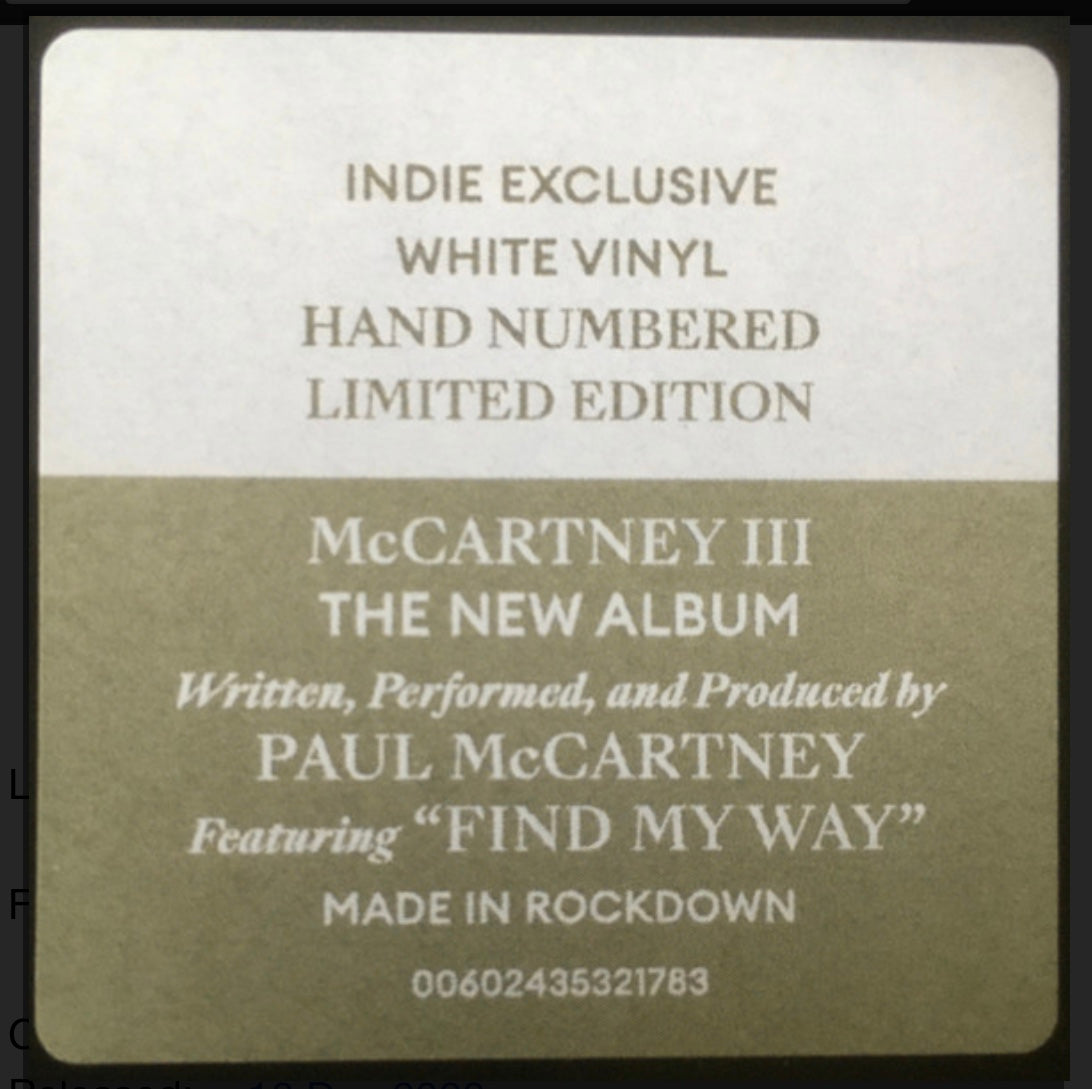 INDIE EXCLUSIVE
WHITE VINYL
HAND NUMBERED
LIMITED EDITION
McCARTNEY III
THE NEW ALBUM
Written, Performed, and Produced by
PAUL McCARTNEY
Featuring “FIND MY WAY”
MADE IN ROCKDOWN
00602435321783